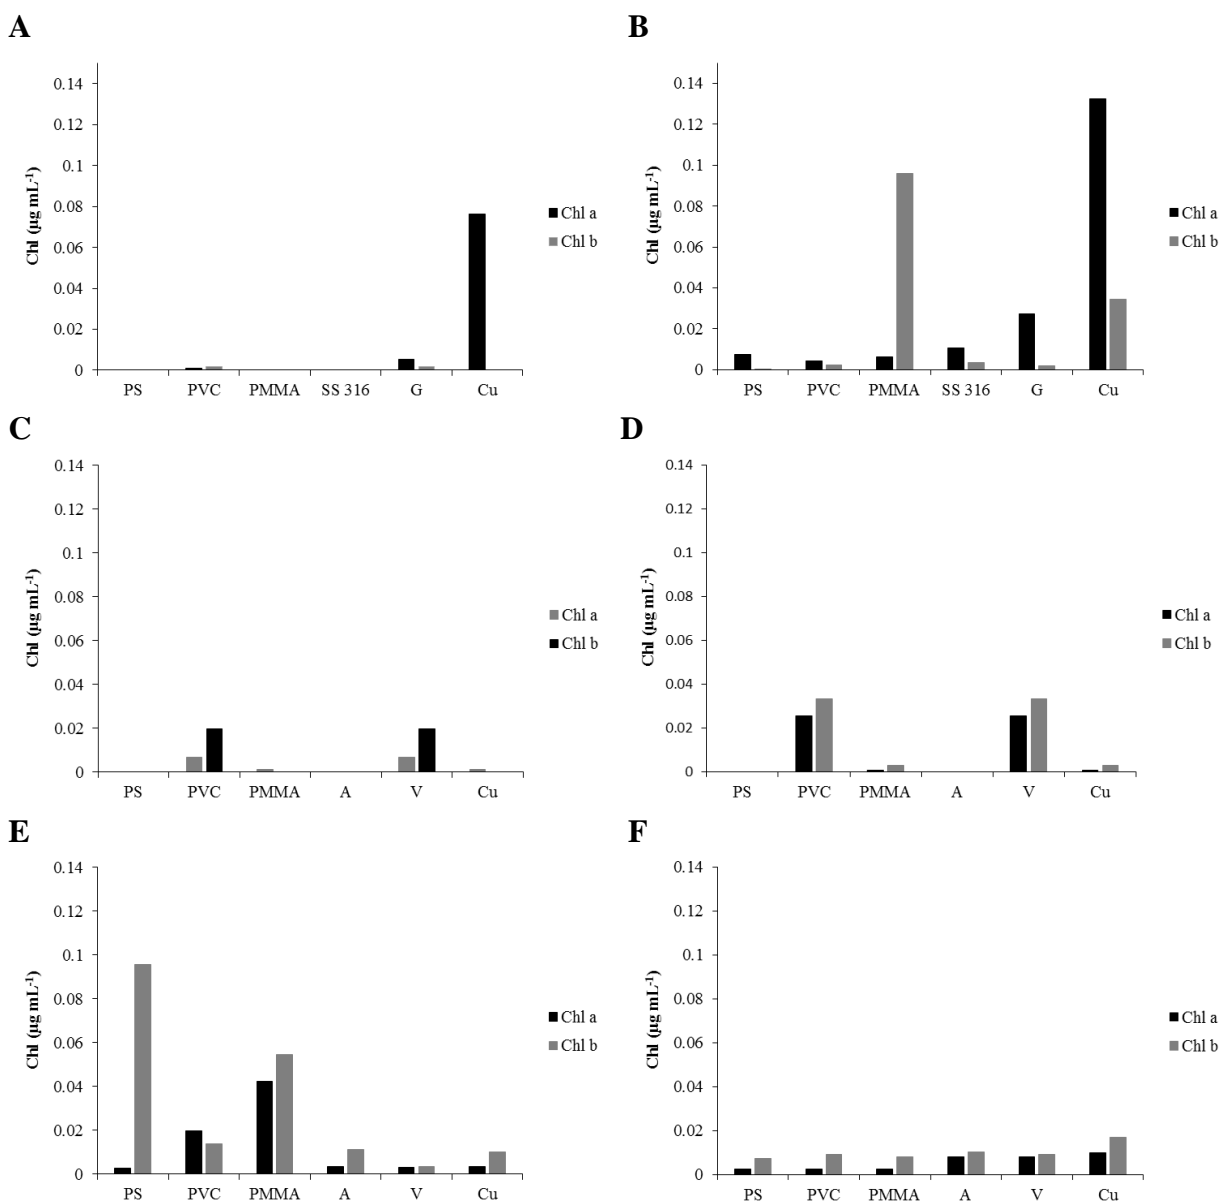 A
0.14
0.12
0.1
0.08
0.06
0.04
0.02
0
Chl (µg mL-1)
PS PVC PMMA SS 316 G Cu
Chl a
Chl b
B
0.14
0.12
0.1
0.08
0.06
0.04
0.02
0
Chl (µg mL-1)
PS PVC PMMA SS 316 G Cu
Chl a
Chl b
C
0.14
0.12
0.1
0.08
0.06
0.04
0.02
0
Chl (µg mL-1)
PS PVC PMMA A V Cu
Chl a
Chl b
D
0.14
0.12
0.1
0.08
0.06
0.04
0.02
0
Chl (µg mL-1)
PS PVC PMMA A V Cu
Chl a
Chl b
E
0.14
0.12
0.1
0.08
0.06
0.04
0.02
0
Chl (µg mL-1)
PS PVC PMMA A V Cu
Chl a
Chl b
F
0.14
0.12
0.1
0.08
0.06
0.04
0.02
0
Chl (µg mL-1)
PS PVC PMMA A V Cu
Chl a
Chl b